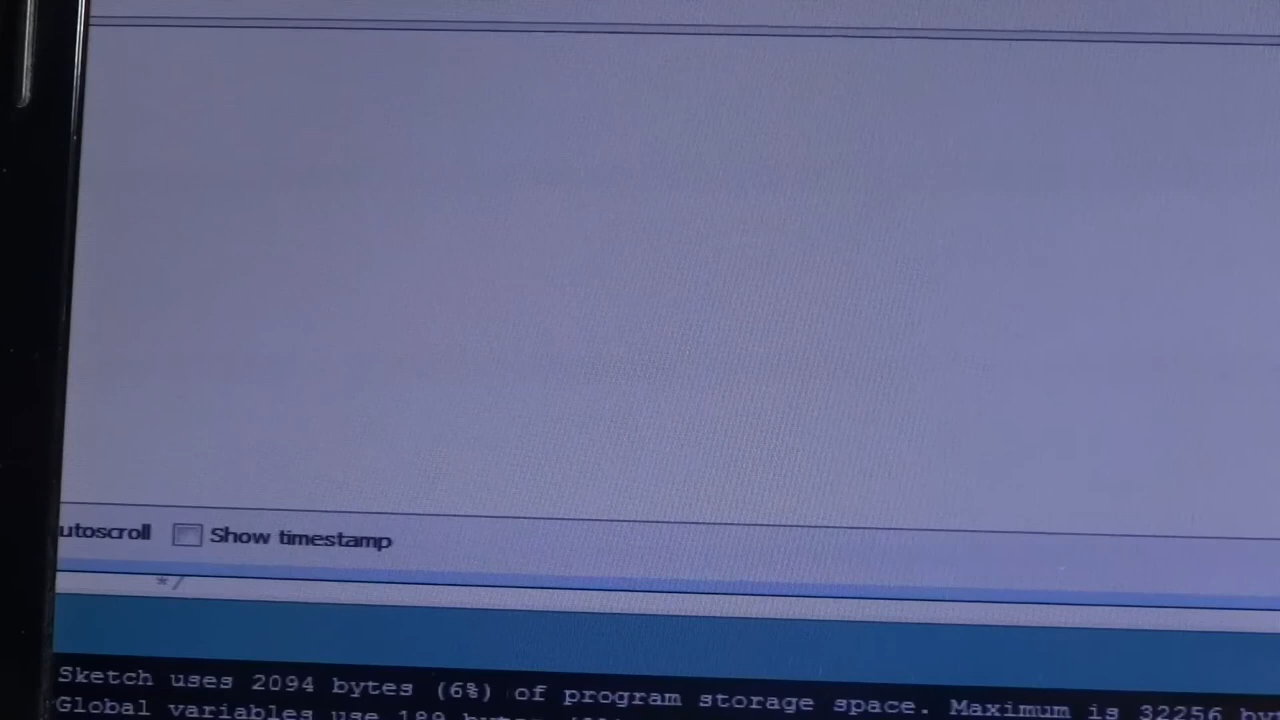 utoscroll Show timestamp
*/
Sketch uses 2094 bytes (6%) of program storage space. Maximum is 32256 by
Global variables use 189